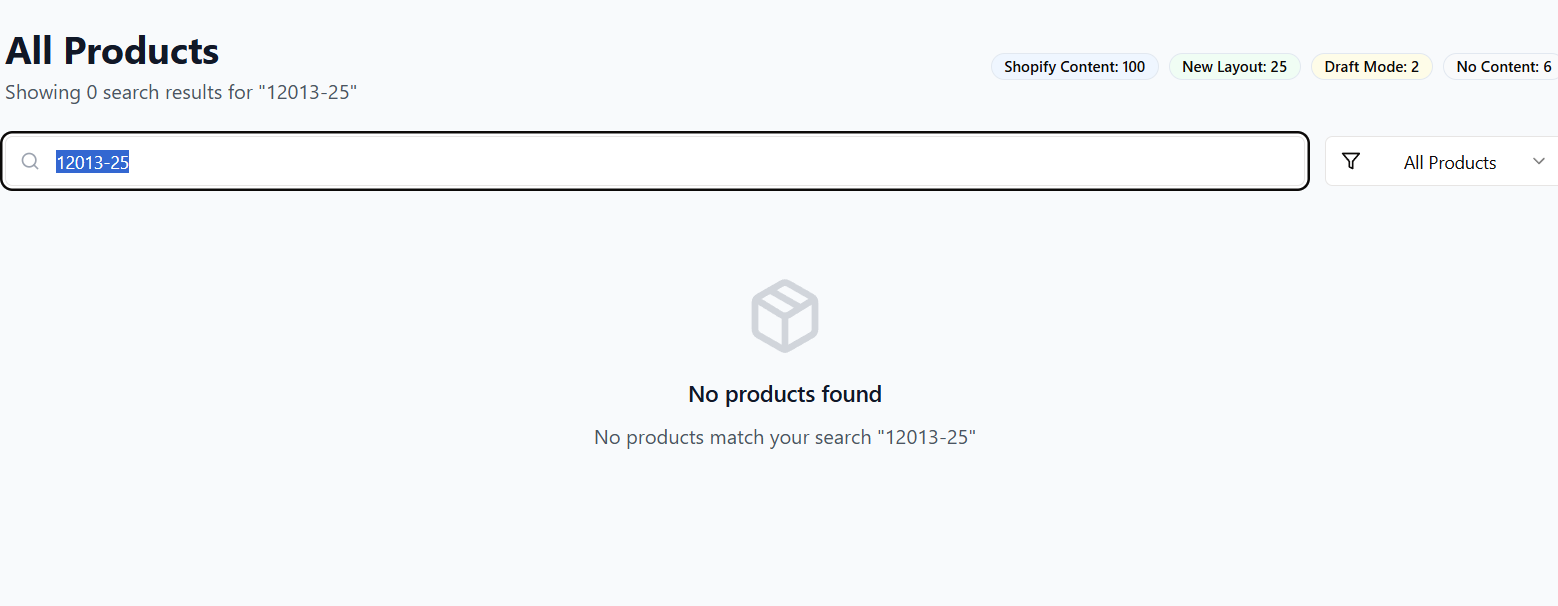 All Products
Showing 0 search results for "12013-25"
Shopify Content: 100
New Layout: 25
Draft Mode: 2
No Content: 6
12013-25
All Products
No products found
No products match your search "12013-25"